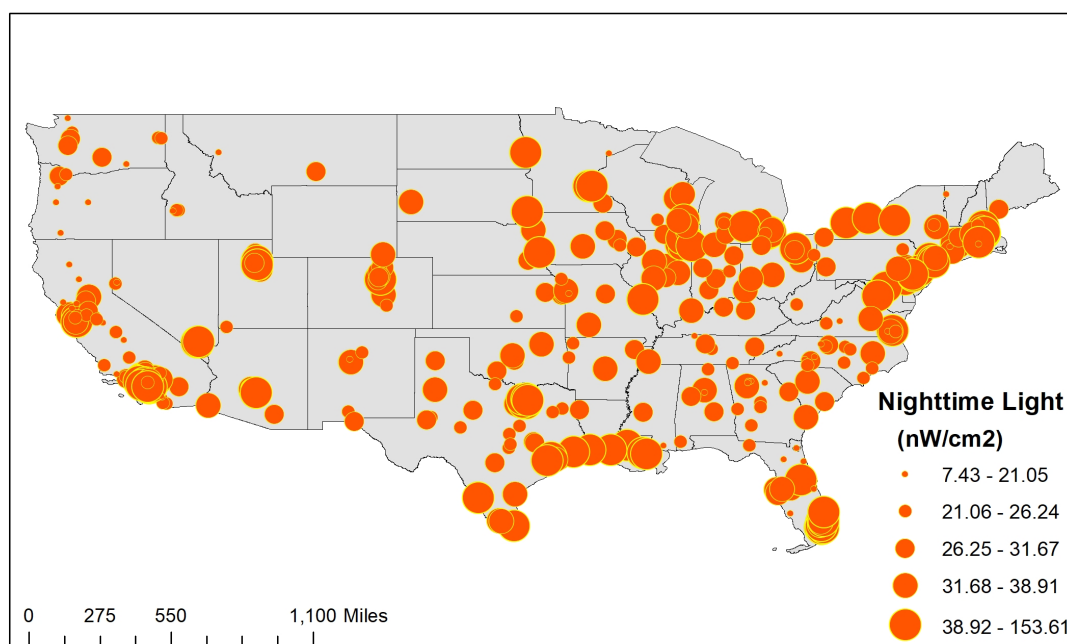 Nighttime Light
(nW/cm2)
7.43 - 21.05
21.06 - 26.24
26.25 - 31.67
31.68 - 38.91
38.92 - 153.61
0 275 550 1,100 Miles